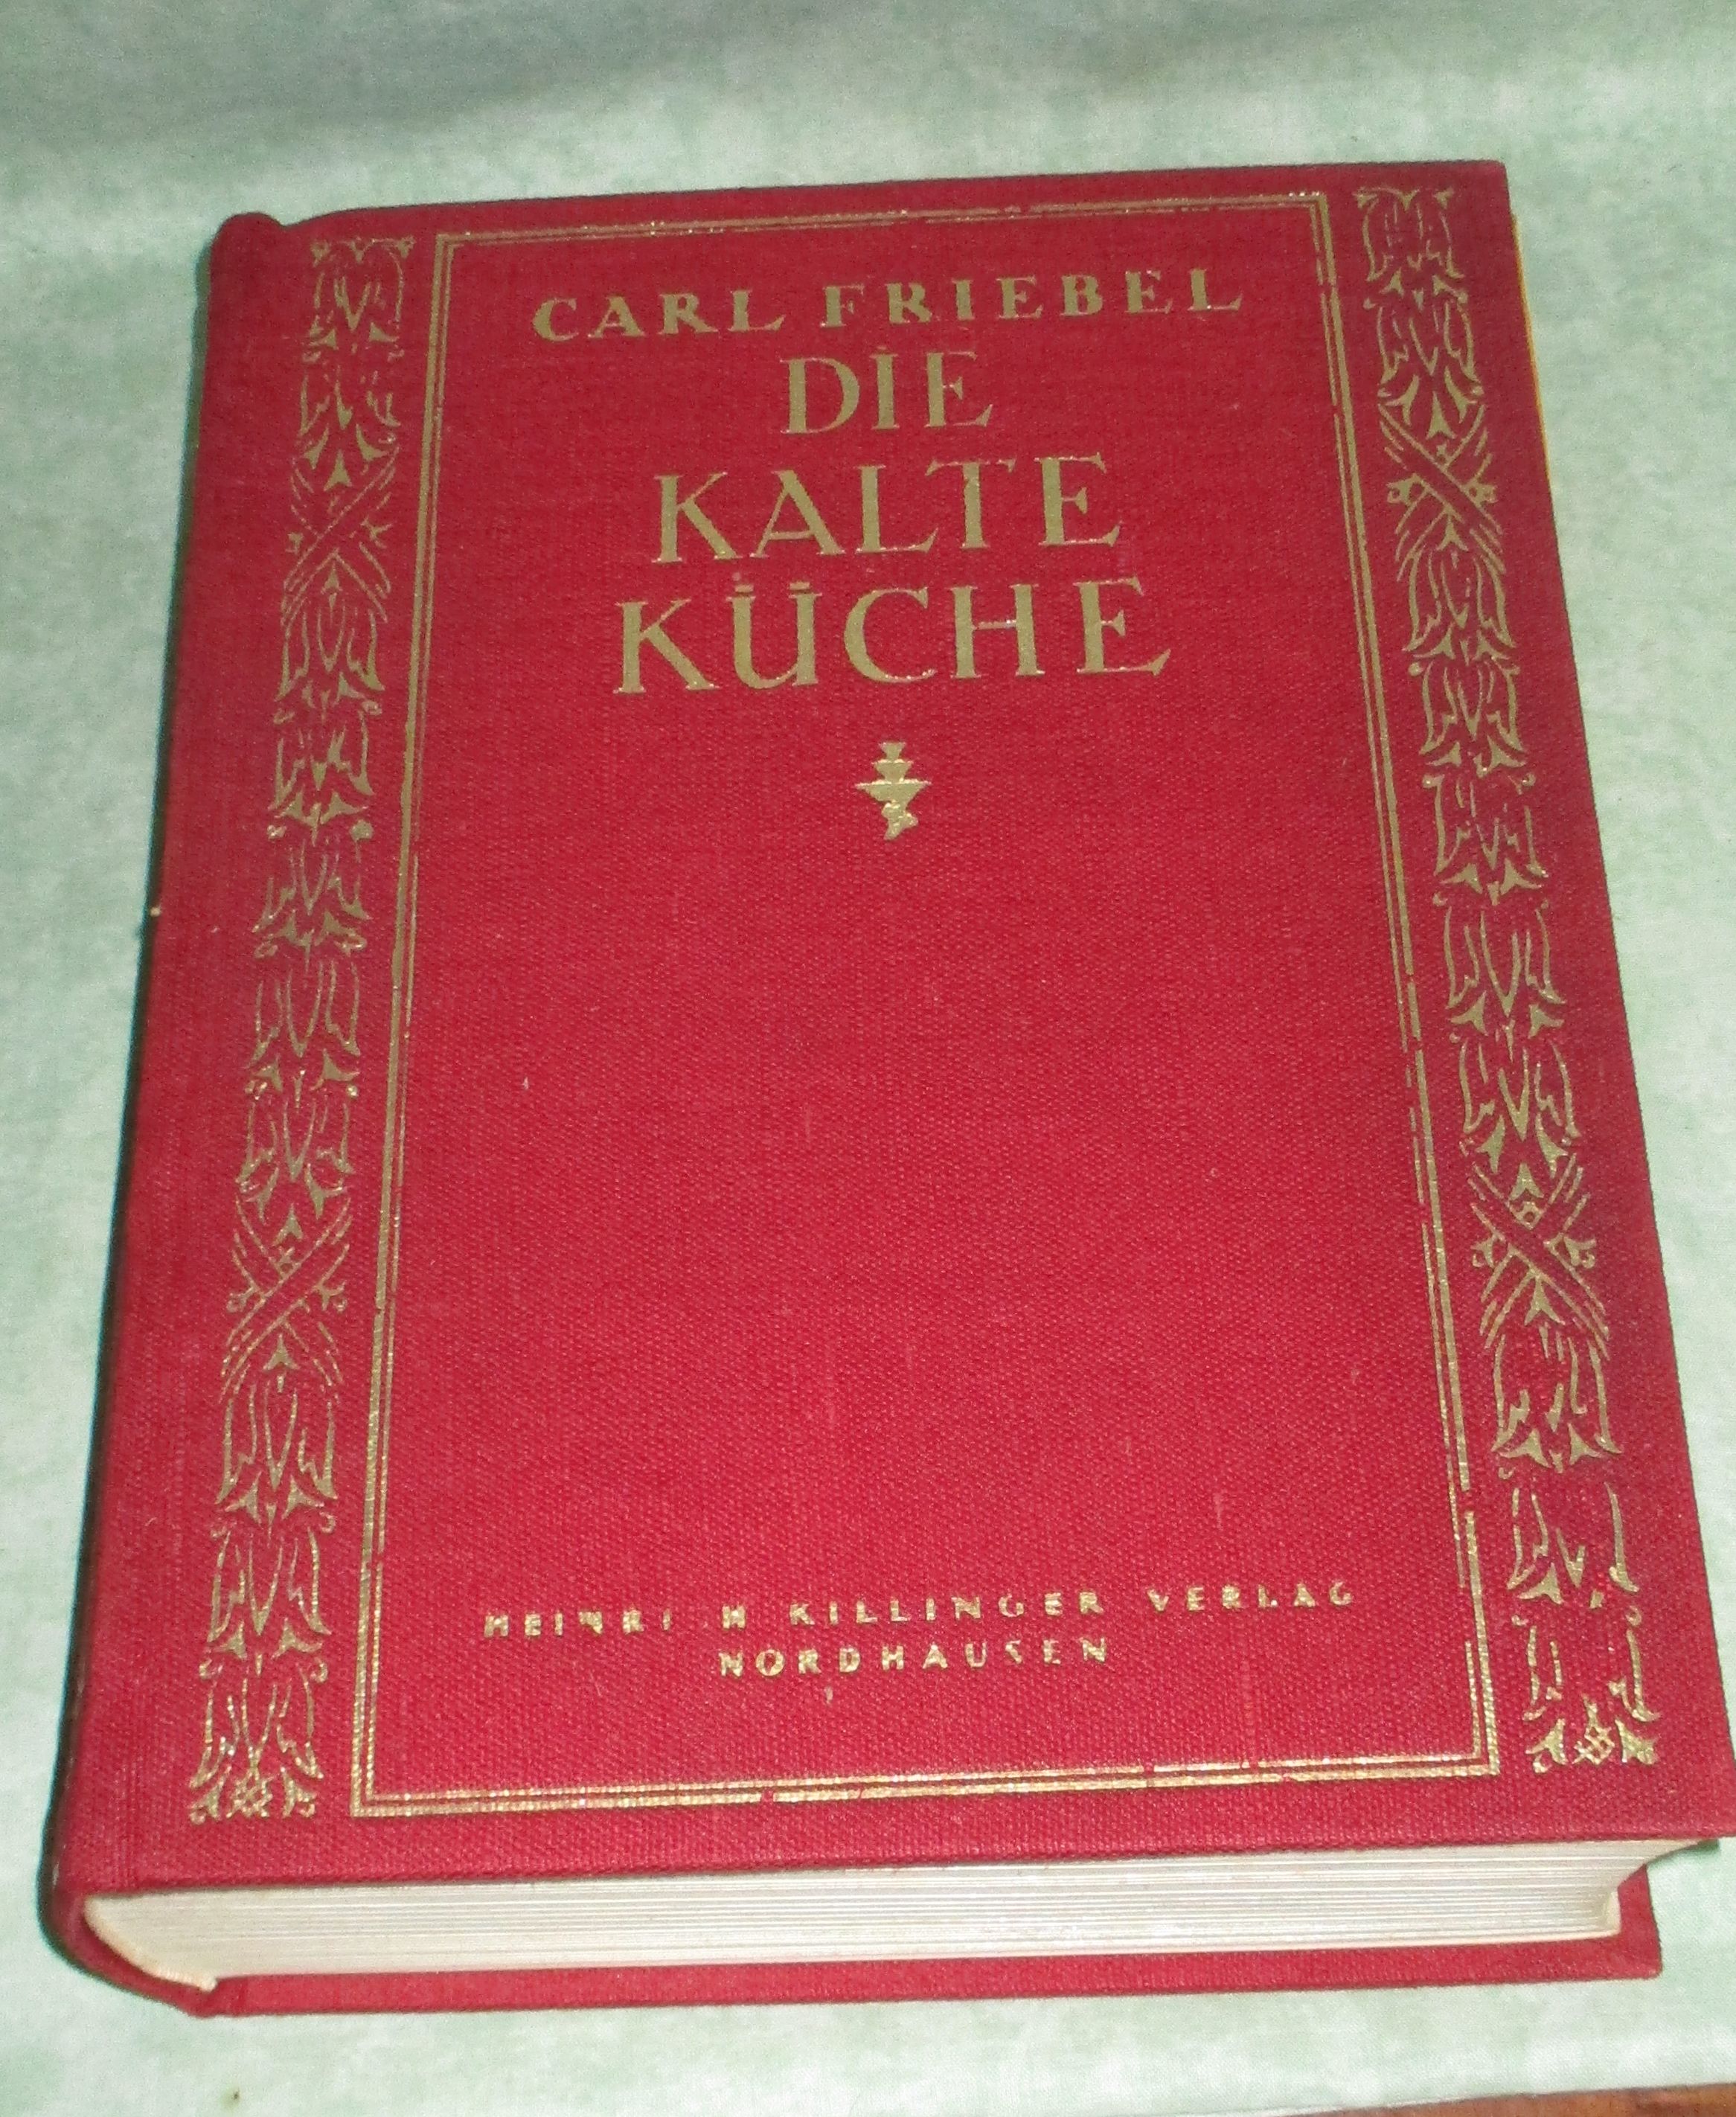 CARL FRIEBEL
DIE
KALTE
KÜCHE
HEINRICH KILLINGER VERLAG
NORDHAUSEN